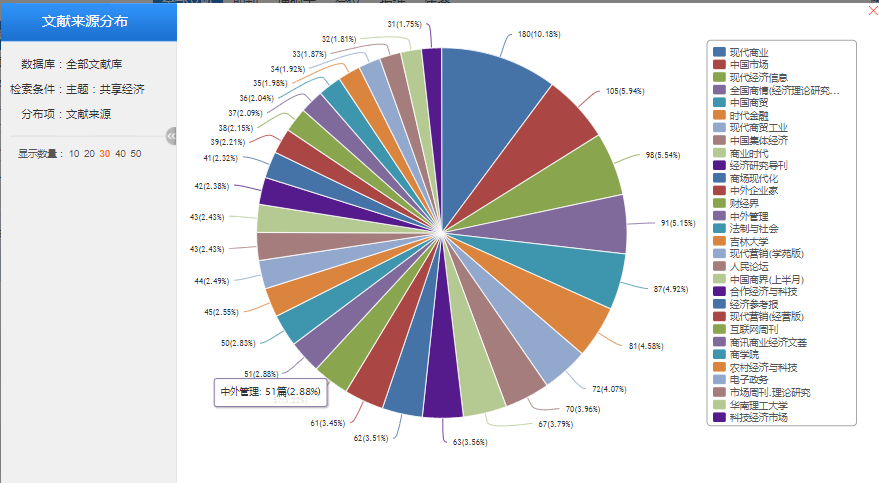 文献来源分布
数据库：全部文献库
检索条件：主题：共享经济
分布项：文献来源
显示数量： 10 20 30 40 50
31(1.75%)
32(1.81%)
33(1.87%)
34(1.92%)
35(1.98%)
36(2.04%)
37(2.09%)
38(2.15%)
39(2.21%)
41(2.32%)
42(2.38%)
43(2.43%)
43(2.43%)
44(2.49%)
45(2.55%)
50(2.83%)
51(2.88%)
中外管理: 51篇(2.88%)
61(3.45%)
62(3.51%)
63(3.56%)
67(3.79%)
70(3.96%)
72(4.07%)
81(4.58%)
87(4.92%)
91(5.15%)
98(5.54%)
105(5.94%)
180(10.18%)
现代商业
中国市场
现代经济信息
全国商情(经济理论研究...
中国商贸
时代金融
现代商贸工业
中国集体经济
商业时代
经济研究导刊
商场现代化
中外企业家
财经界
中外管理
法制与社会
吉林大学
现代营销(学苑版)
人民论坛
中国商界(上半月)
合作经济与科技
经济参考报
现代营销(经营版)
互联网周刊
商讯商业经济文荟
商学院
农村经济与科技
电子政务
市场周刊.理论研究
华南理工大学
科技经济市场